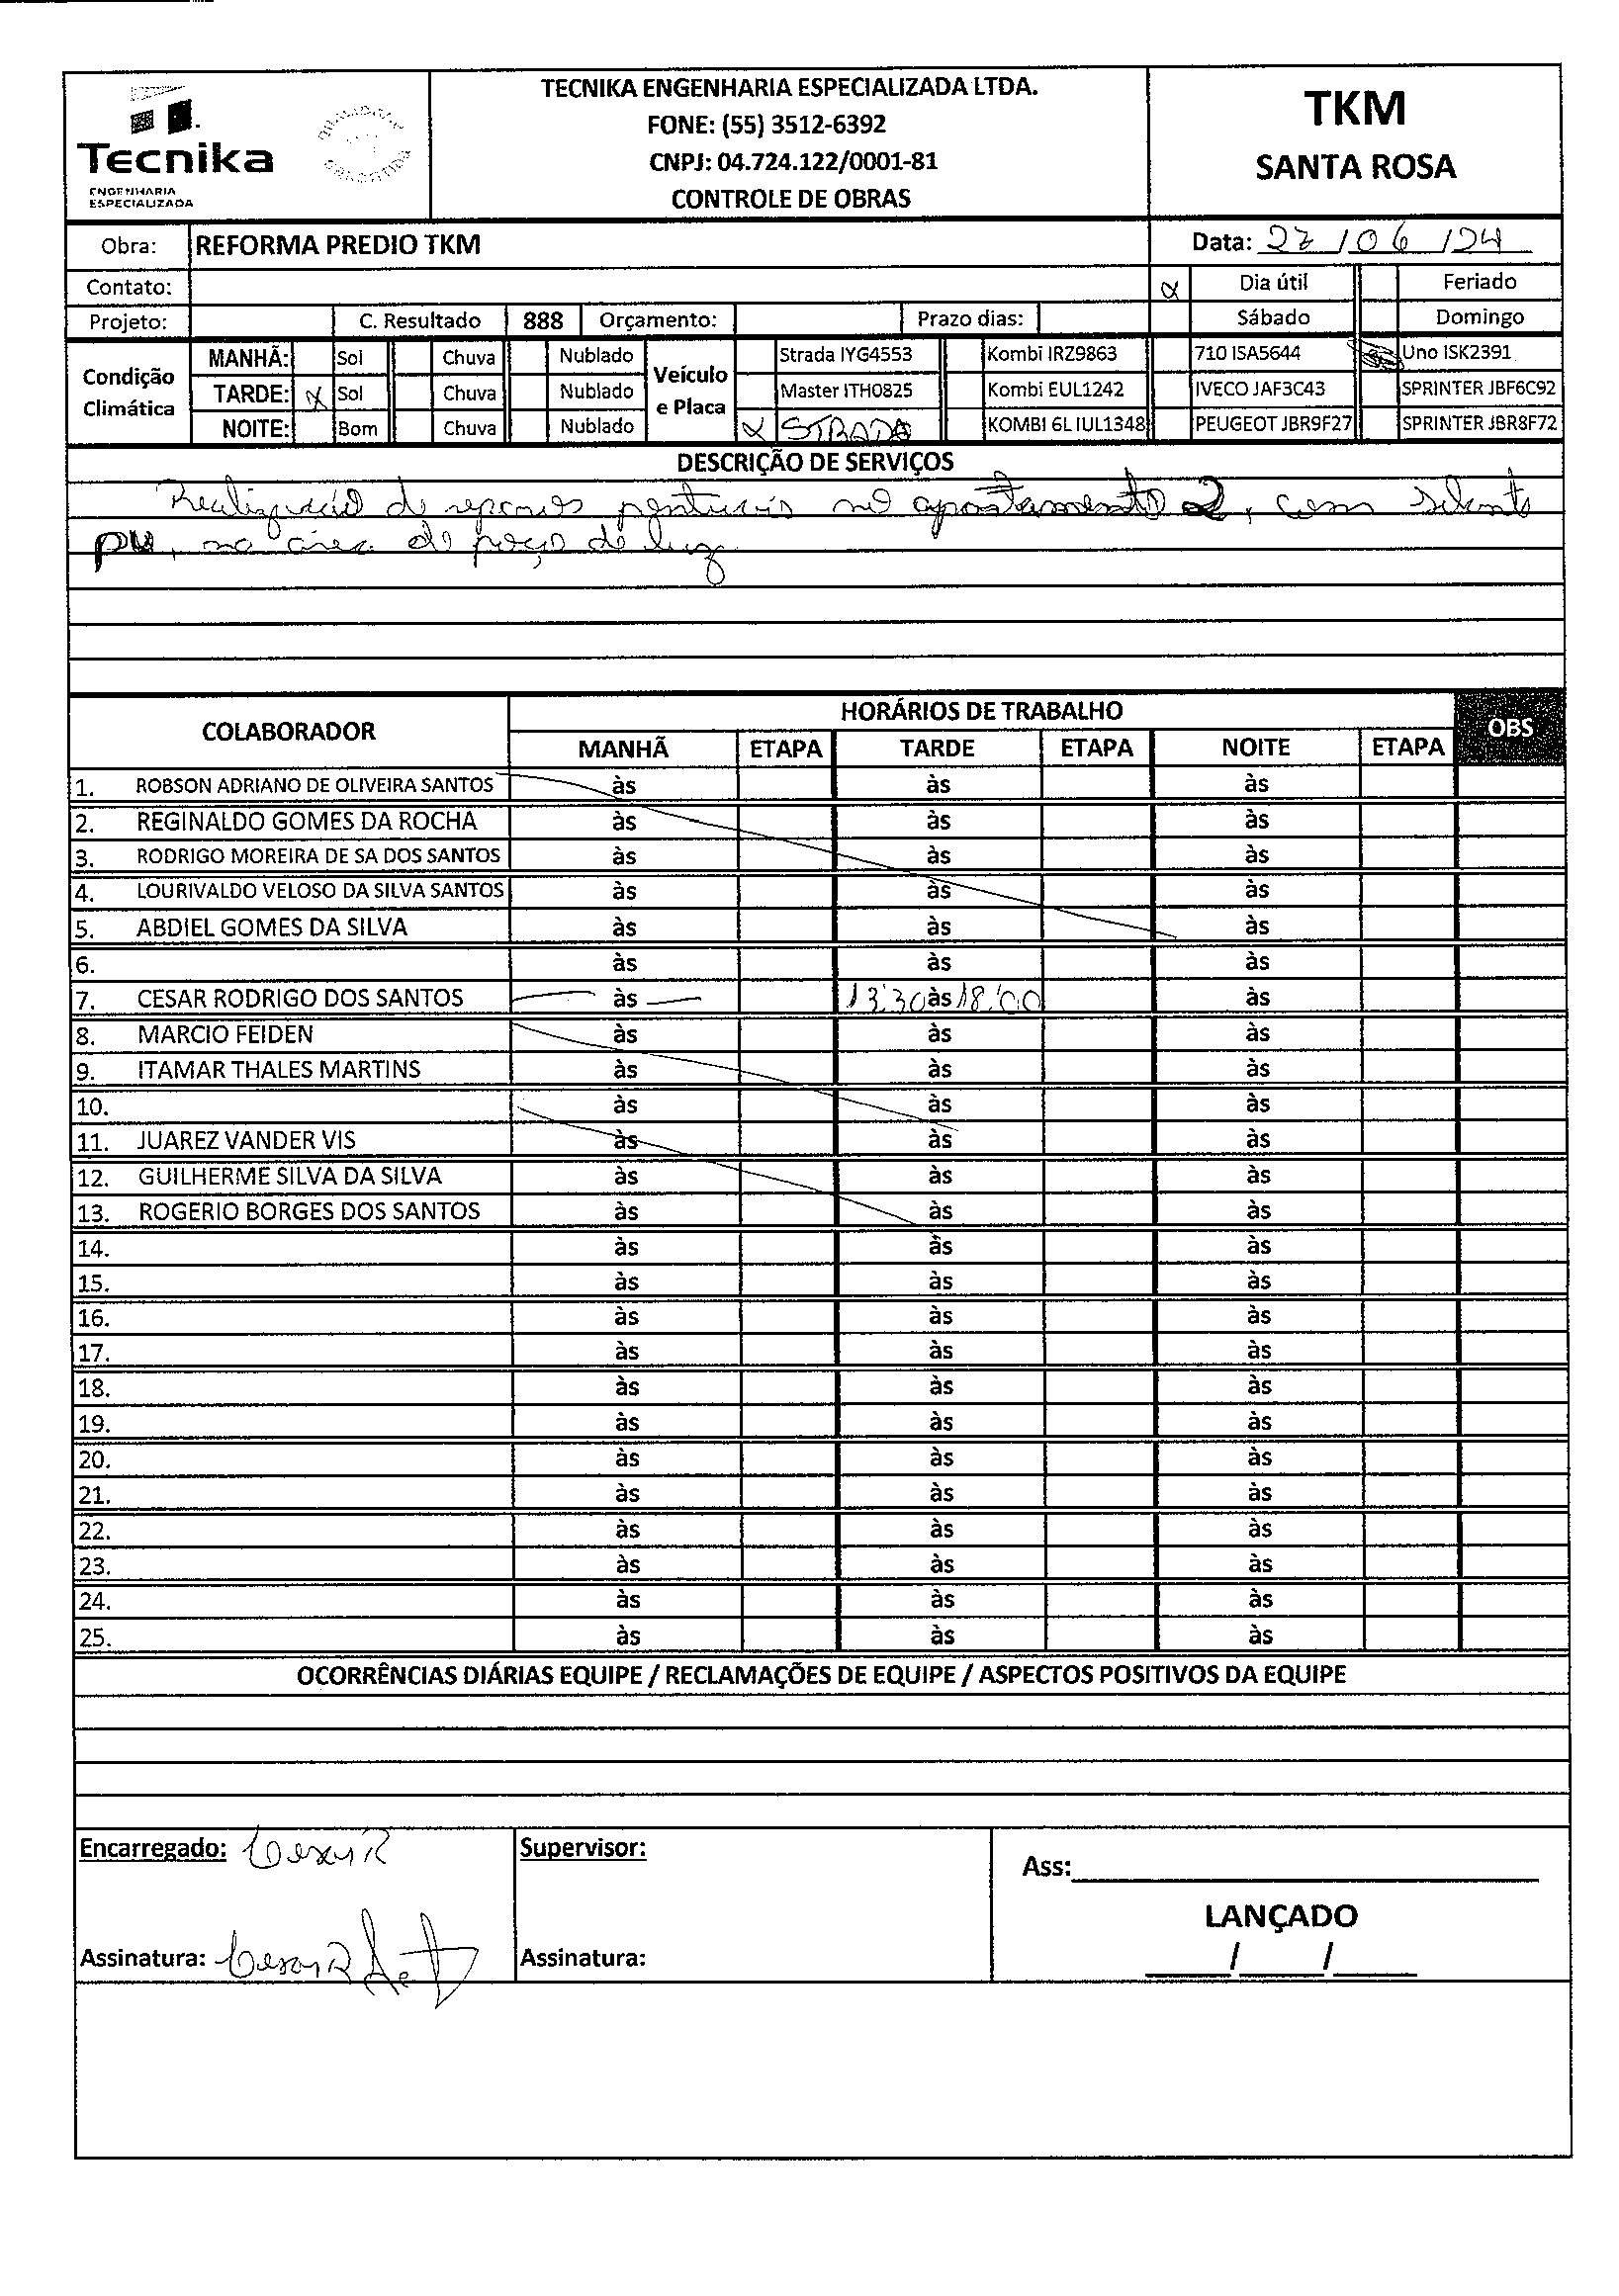 Tecnika
ENGENHARIA
ESPECIALIZADA
TECNIKA ENGENHARIA ESPECIALIZADA LTDA.
FONE: (55) 3512-6392
CNPJ: 04.724.122/0001-81
CONTROLE DE OBRAS
TKM
SANTA ROSA
Obra: REFORMA PREDIO TKM
Data: 27/06/24
Contato:
x Dia útil Feriado
Projeto: C. Resultado 888 Orçamento: Prazo dias: Sábado Domingo
Condição Climática
MANHÃ: Sol Chuva Nublado
TARDE: x Sol Chuva Nublado
NOITE: Bom Chuva Nublado
Veículo e Placa
Strada IYG4553 Kombi IRZ9863 710 ISA5644 Uno ISK2391
Master ITH0825 Kombi EUL1242 IVECO JAF3C43 SPRINTER JBF6C92
x STRADA KOMBI 6L IUL1348 PEUGEOT JBR9F27 SPRINTER JBR8F72
DESCRIÇÃO DE SERVIÇOS
Realização de reparos pontuais no apartamento 2, com selante
PU, na área do poço de luz
COLABORADOR HORÁRIOS DE TRABALHO OBS
MANHÃ ETAPA TARDE ETAPA NOITE ETAPA
1. ROBSON ADRIANO DE OLIVEIRA SANTOS às às às
2. REGINALDO GOMES DA ROCHA às às às
3. RODRIGO MOREIRA DE SA DOS SANTOS às às às
4. LOURIVALDO VELOSO DA SILVA SANTOS às às às
5. ABDIEL GOMES DA SILVA às às às
6. às às às
7. CESAR RODRIGO DOS SANTOS — às — 13:30 às 18:00 às
8. MARCIO FEIDEN às às às
9. ITAMAR THALES MARTINS às às às
10. às às às
11. JUAREZ VANDER VIS às às às
12. GUILHERME SILVA DA SILVA às às às
13. ROGERIO BORGES DOS SANTOS às às às
14. às às às
15. às às às
16. às às às
17. às às às
18. às às às
19. às às às
20. às às às
21. às às às
22. às às às
23. às às às
24. às às às
25. às às às
OCORRÊNCIAS DIÁRIAS EQUIPE / RECLAMAÇÕES DE EQUIPE / ASPECTOS POSITIVOS DA EQUIPE
Encarregado: Cesar R
Supervisor:
Ass:
LANÇADO
Assinatura: Cesar R
Assinatura:
/ /